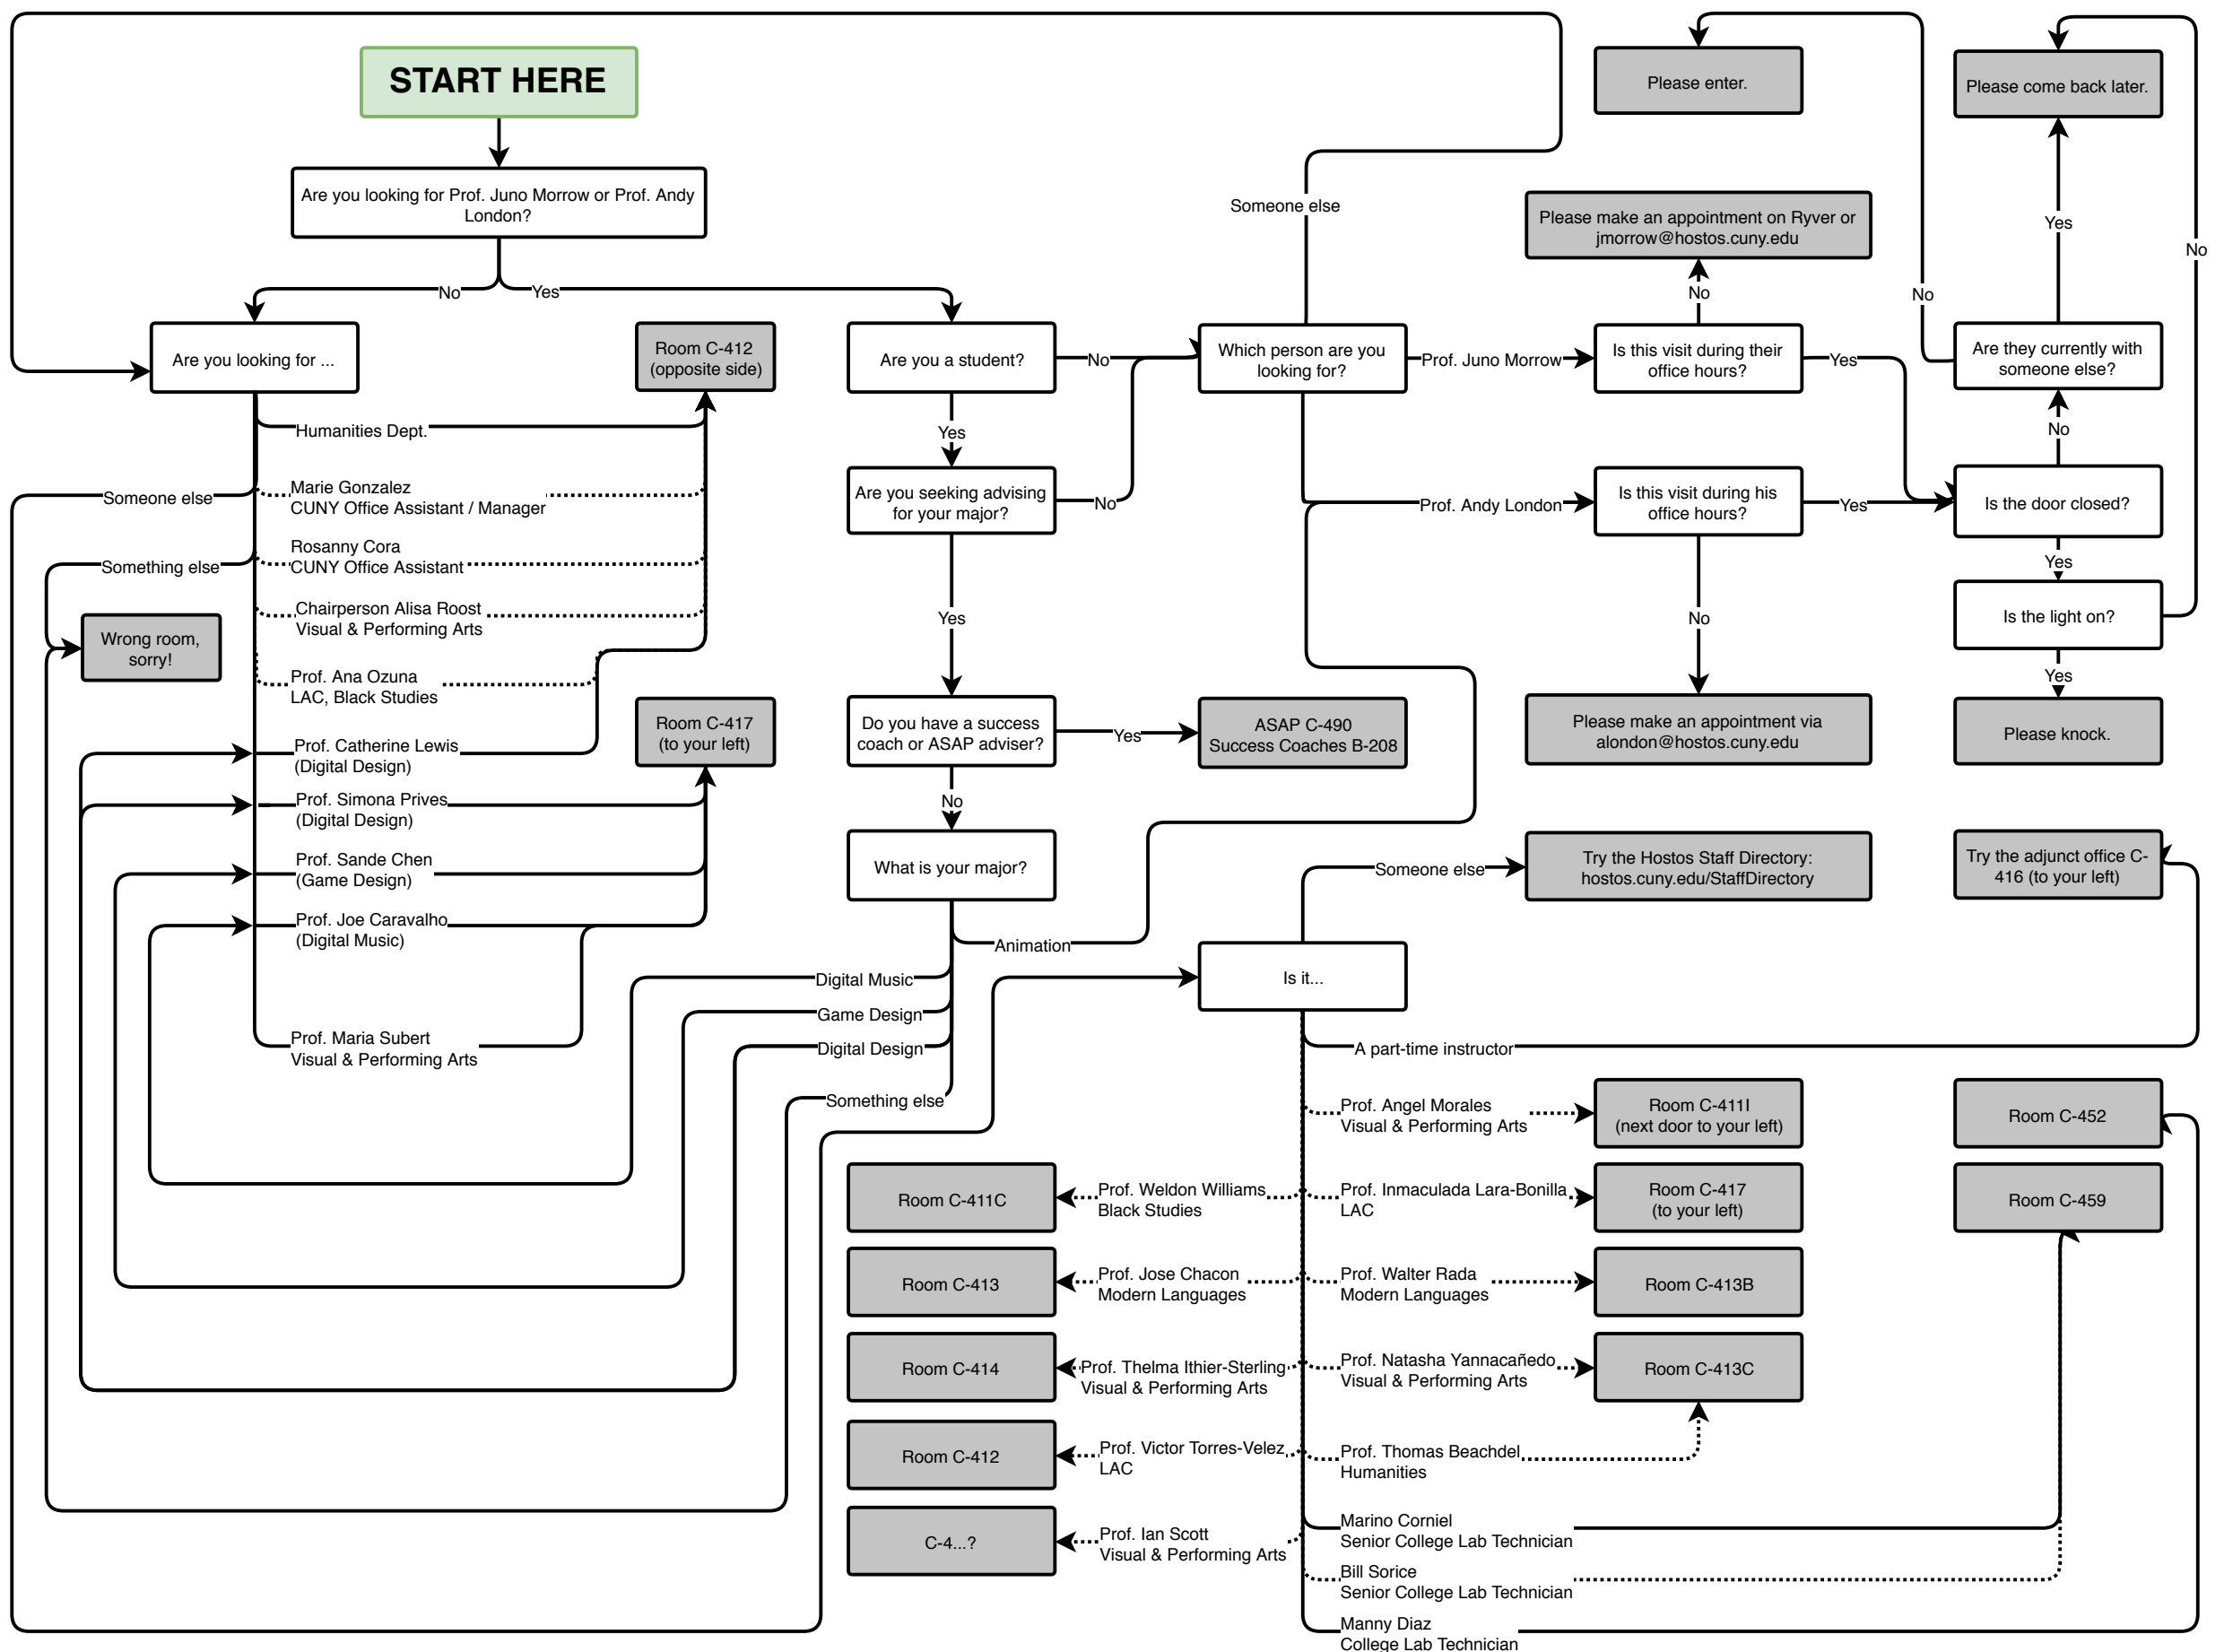 START HERE
Please enter.
Please come back later.
Are you looking for Prof. Juno Morrow or Prof. Andy
London?
Someone else
Please make an appointment on Ryver or
jmorrow@hostos.cuny.edu
Yes
No
No
Yes
No
No
Are you looking for ...
Room C-412
(opposite side)
Are you a student?
No
Which person are you
looking for?
Prof. Juno Morrow
Is this visit during their
office hours?
Yes
Are they currently with
someone else?
Humanities Dept.
Yes
No
Someone else
Marie Gonzalez
CUNY Office Assistant / Manager
Are you seeking advising
for your major?
No
Prof. Andy London
Is this visit during his
office hours?
Yes
Is the door closed?
Something else
Rosanny Cora
CUNY Office Assistant
Yes
Chairperson Alisa Roost
Visual & Performing Arts
Yes
No
Is the light on?
Wrong room,
sorry!
Prof. Ana Ozuna
LAC, Black Studies
Yes
Room C-417
(to your left)
Do you have a success
coach or ASAP adviser?
Yes
ASAP C-490
Success Coaches B-208
Please make an appointment via
alondon@hostos.cuny.edu
Please knock.
Prof. Catherine Lewis
(Digital Design)
Prof. Simona Prives
(Digital Design)
No
Prof. Sande Chen
(Game Design)
What is your major?
Someone else
Try the Hostos Staff Directory:
hostos.cuny.edu/StaffDirectory
Try the adjunct office C-
416 (to your left)
Prof. Joe Caravalho
(Digital Music)
Animation
Digital Music
Is it...
Game Design
Prof. Maria Subert
Visual & Performing Arts
Digital Design
A part-time instructor
Something else
Prof. Angel Morales
Visual & Performing Arts
Room C-411I
(next door to your left)
Room C-452
Room C-411C
Prof. Weldon Williams
Black Studies
Prof. Inmaculada Lara-Bonilla
LAC
Room C-417
(to your left)
Room C-459
Room C-413
Prof. Jose Chacon
Modern Languages
Prof. Walter Rada
Modern Languages
Room C-413B
Room C-414
Prof. Thelma Ithier-Sterling
Visual & Performing Arts
Prof. Natasha Yannacañedo
Visual & Performing Arts
Room C-413C
Room C-412
Prof. Victor Torres-Velez
LAC
Prof. Thomas Beachdel
Humanities
C-4...?
Prof. Ian Scott
Visual & Performing Arts
Marino Corniel
Senior College Lab Technician
Bill Sorice
Senior College Lab Technician
Manny Diaz
College Lab Technician